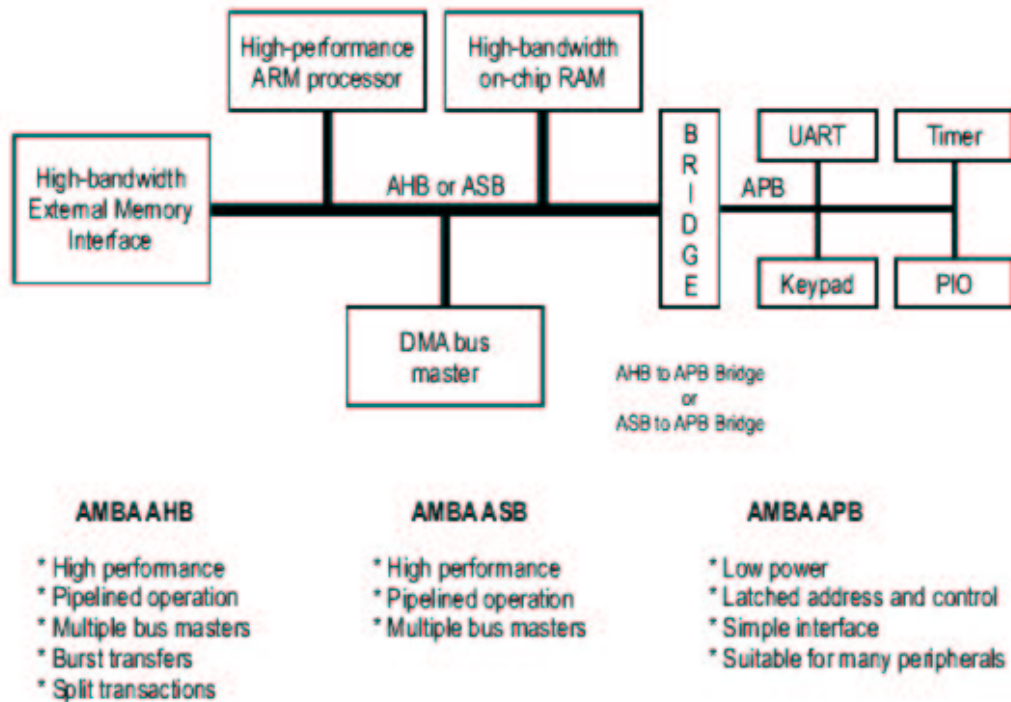 High-performance
ARM processor
High-bandwidth
on-chip RAM
High-bandwidth
External Memory
Interface
AHB or ASB
B
R
I
D
G
E
APB
UART
Timer
Keypad
PIO
DMA bus
master
AHB to APB Bridge
or
ASB to APB Bridge
AMBA AHB
* High performance
* Pipelined operation
* Multiple bus masters
* Burst transfers
* Split transactions
AMBA ASB
* High performance
* Pipelined operation
* Multiple bus masters
AMBA APB
* Low power
* Latched address and control
* Simple interface
* Suitable for many peripherals